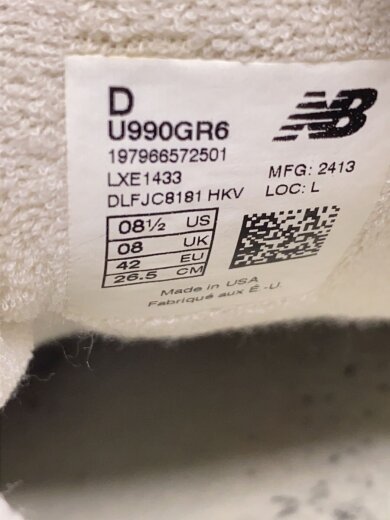 D
NB
U990GR6
197966572501
LXE1433
MFG: 2413
DLFJC8181 HKV
LOC: L
08½ US
08 UK
42 EU
26.5 CM
Made in USA
Fabriqué aux É.-U.